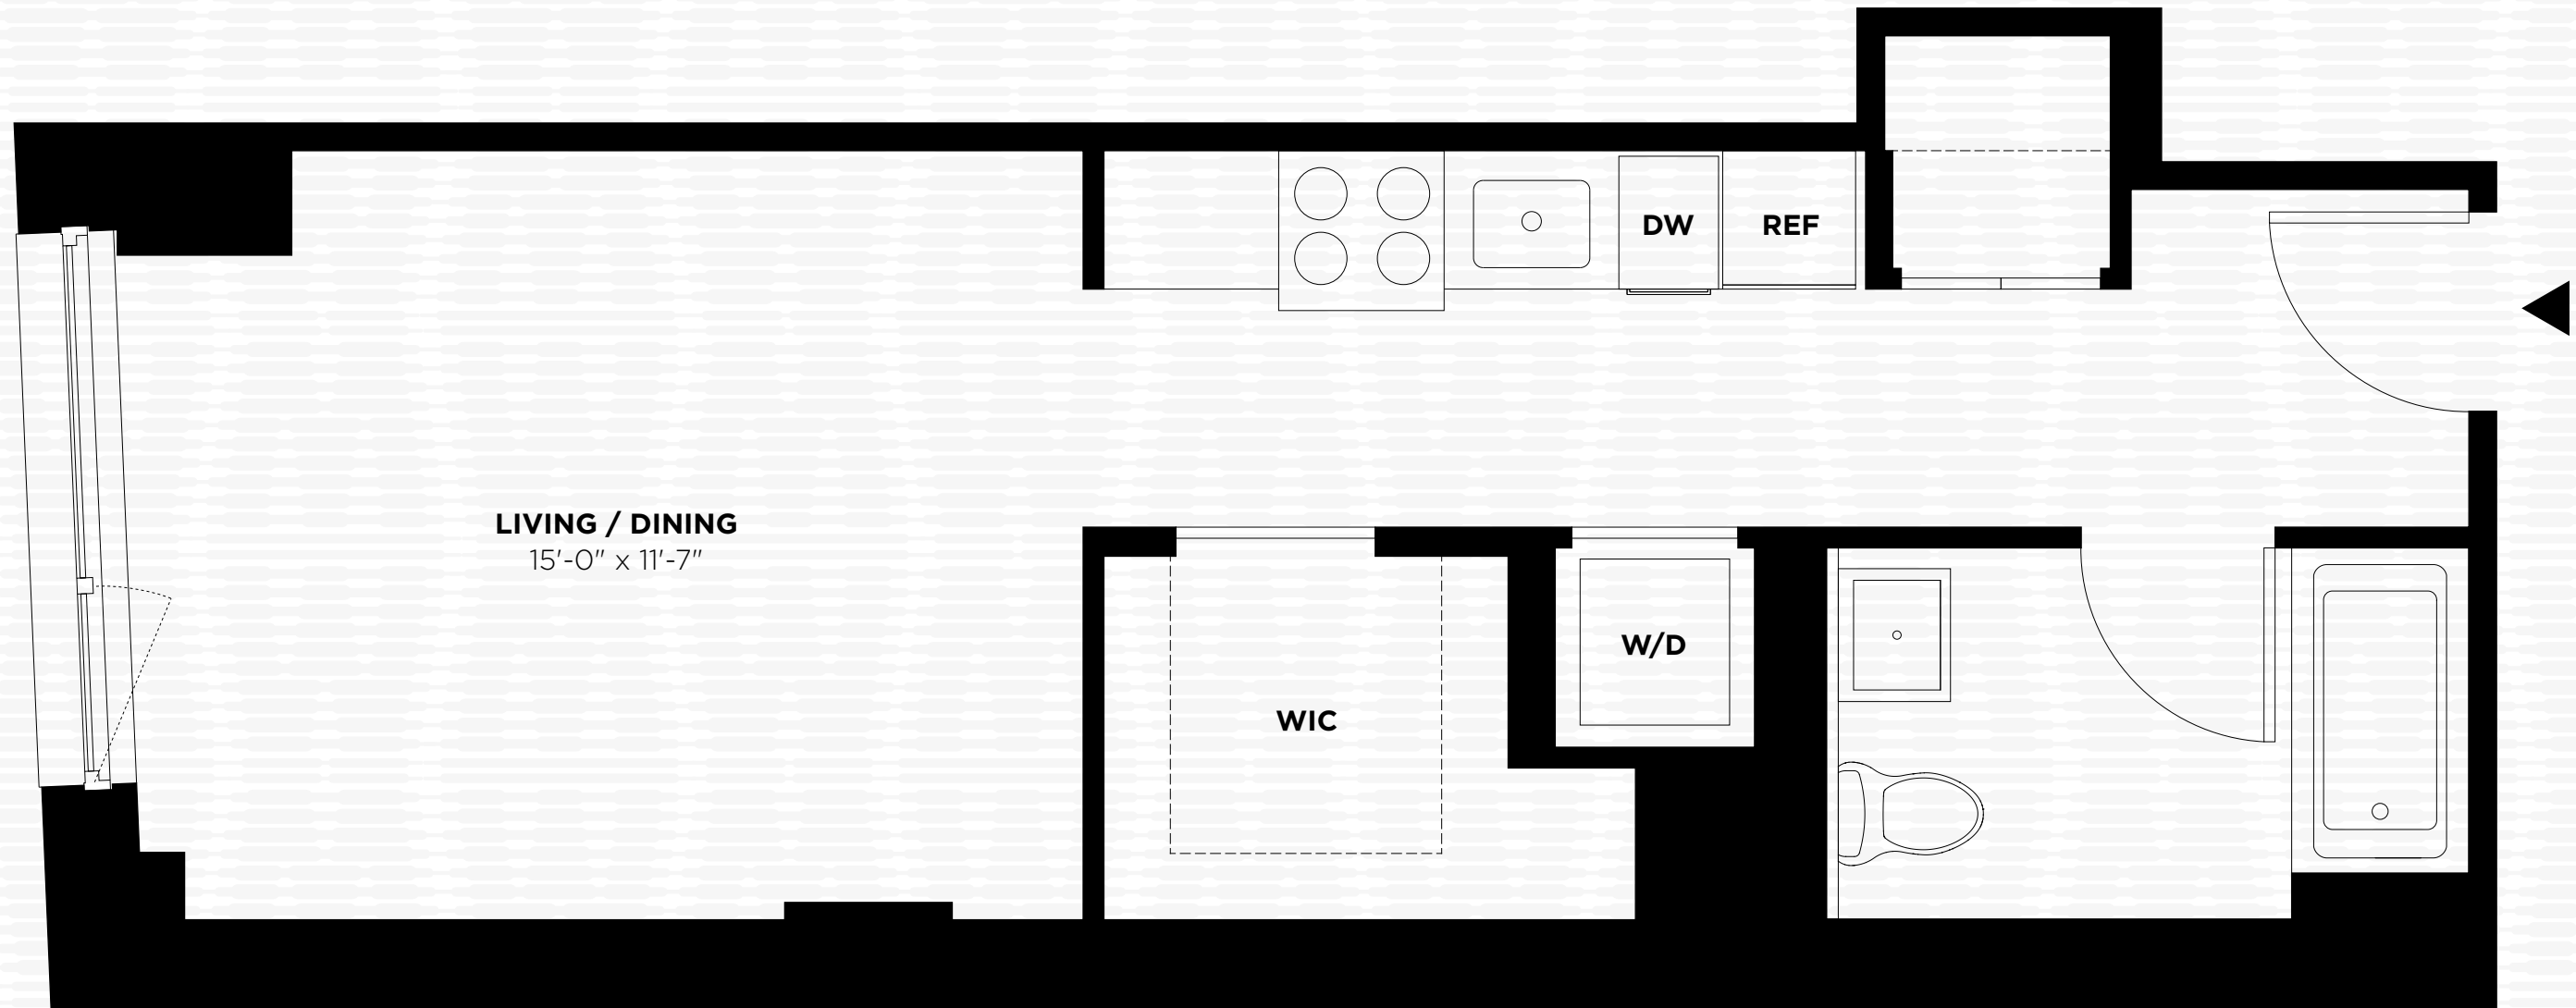 DW
REF
LIVING / DINING
15'-0" x 11'-7"
W/D
WIC